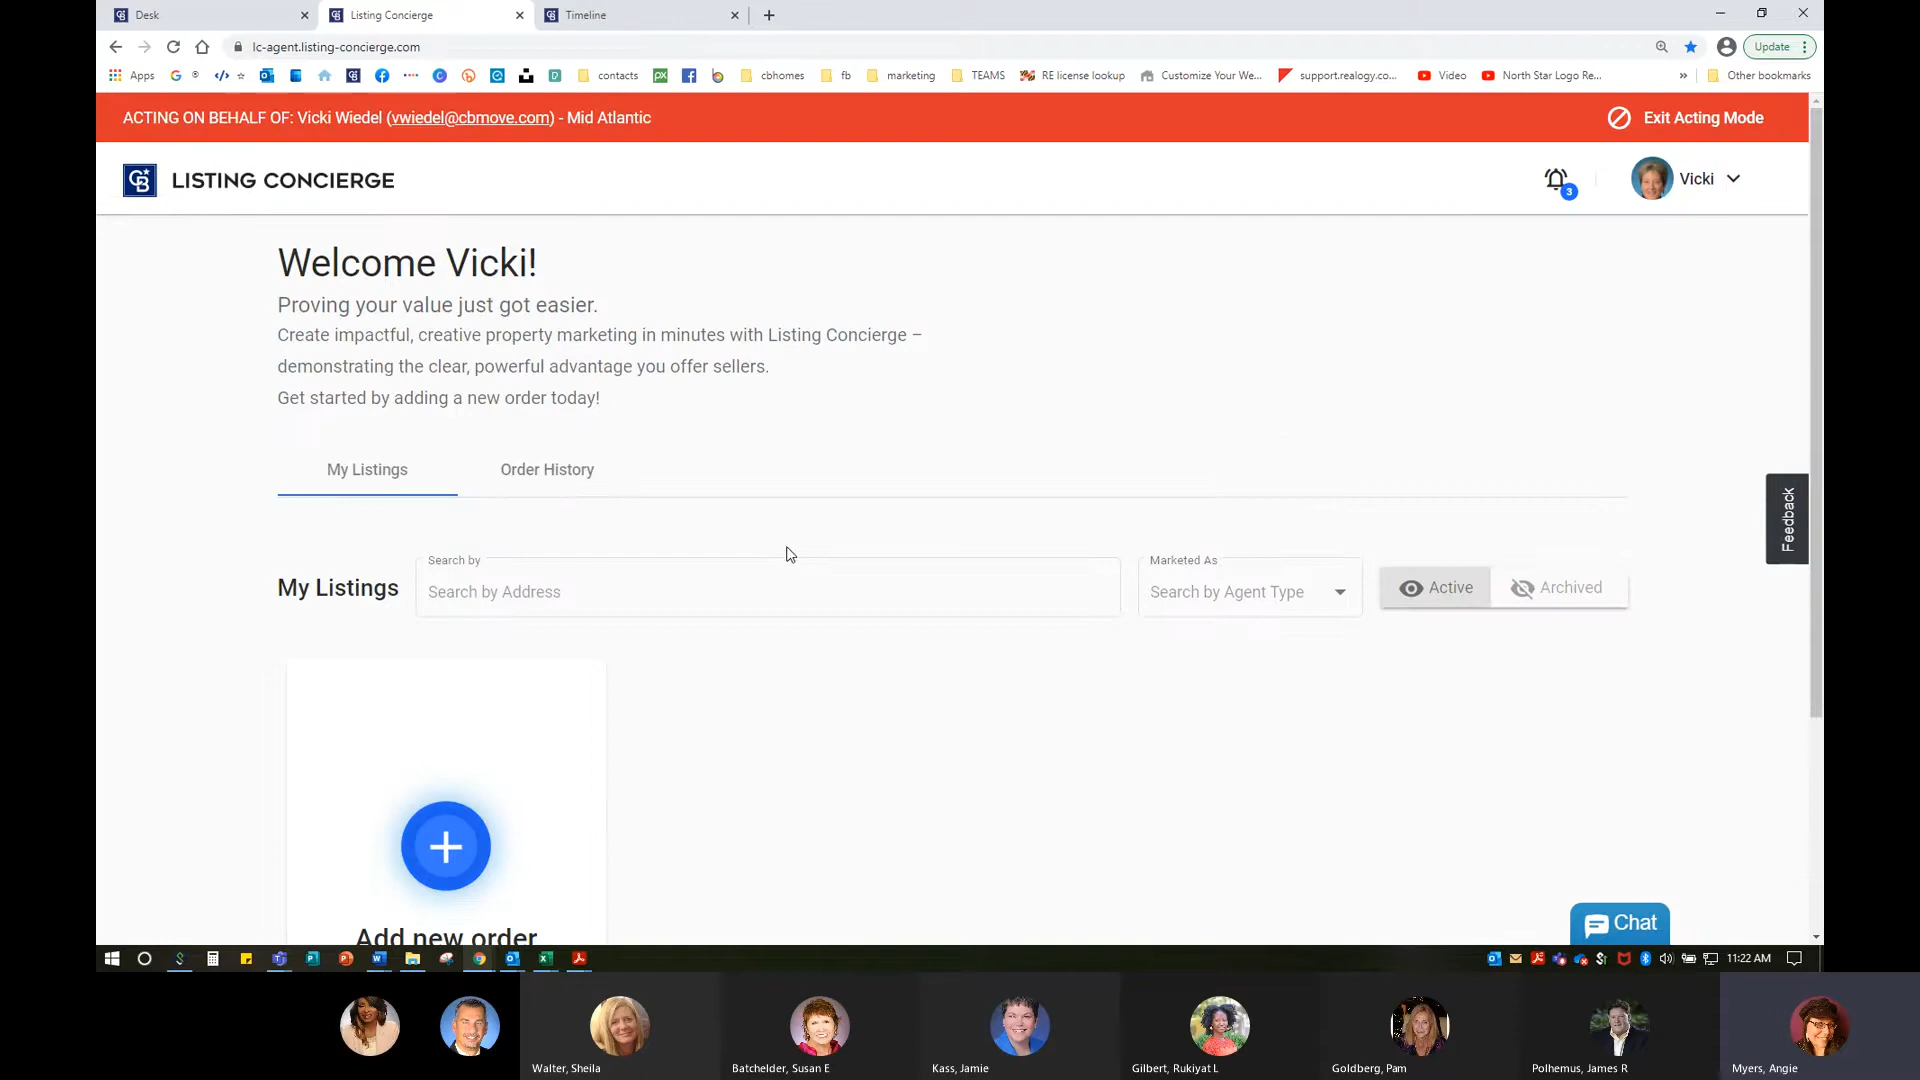 Desk
Listing Concierge
Timeline
lc-agent.listing-concierge.com
Update
Apps
contacts
cbhomes
fb
marketing
TEAMS
RE license lookup
Customize Your We...
support.realogy.co...
Video
North Star Logo Re...
»
Other bookmarks
ACTING ON BEHALF OF: Vicki Wiedel (vwiedel@cbmove.com) - Mid Atlantic
Exit Acting Mode
CB LISTING CONCIERGE
3
Vicki
Welcome Vicki!
Proving your value just got easier.
Create impactful, creative property marketing in minutes with Listing Concierge –
demonstrating the clear, powerful advantage you offer sellers.
Get started by adding a new order today!
My Listings
Order History
Feedback
My Listings
Search by
Search by Address
Marketed As
Search by Agent Type
Active
Archived
Add new order
Chat
11:22 AM
Walter, Sheila
Batchelder, Susan E
Kass, Jamie
Gilbert, Rukiyat L
Goldberg, Pam
Polhemus, James R
Myers, Angie